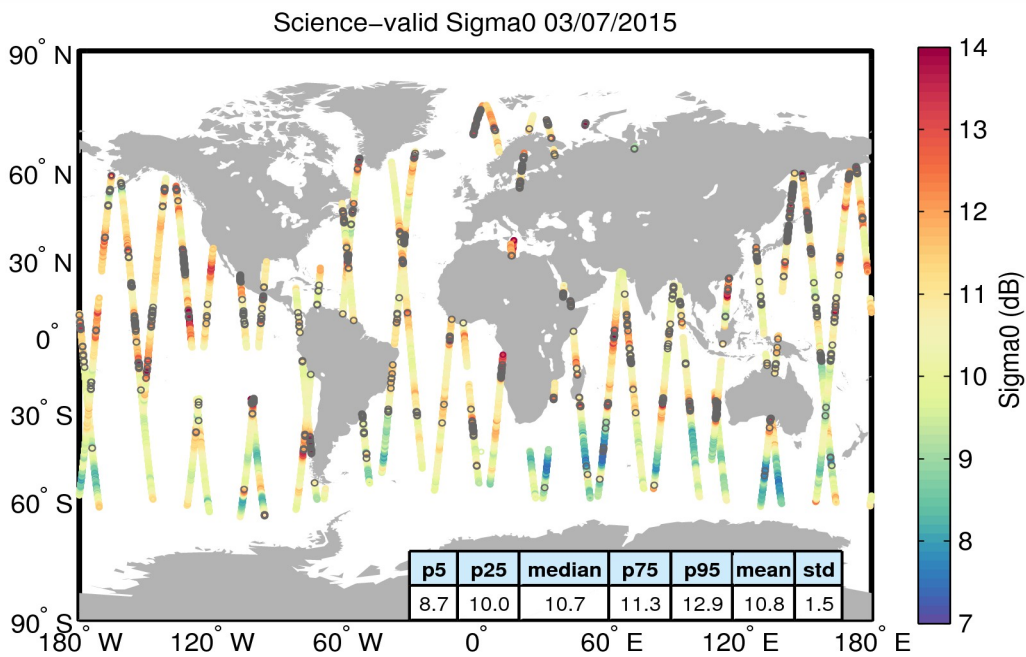 Science−valid Sigma0 03/07/2015
90° N
60° N
30° N
0°
30° S
60° S
90° S
180° W
120° W
60° W
0°
60° E
120° E
180° E
p5 p25 median p75 p95 mean std
8.7 10.0 10.7 11.3 12.9 10.8 1.5
14
13
12
11
10
9
8
7
Sigma0 (dB)